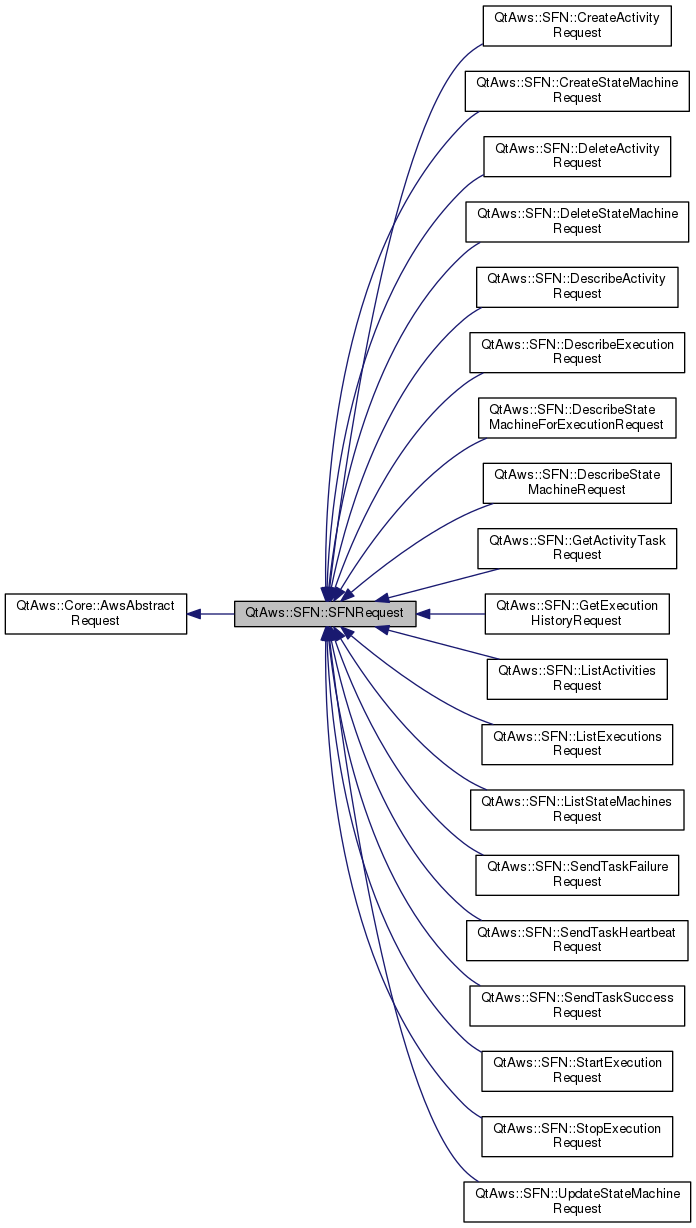 QtAws::SFN::CreateActivity
Request
QtAws::SFN::CreateStateMachine
Request
QtAws::SFN::DeleteActivity
Request
QtAws::SFN::DeleteStateMachine
Request
QtAws::SFN::DescribeActivity
Request
QtAws::SFN::DescribeExecution
Request
QtAws::SFN::DescribeState
MachineForExecutionRequest
QtAws::SFN::DescribeState
MachineRequest
QtAws::SFN::GetActivityTask
Request
QtAws::Core::AwsAbstract
Request
QtAws::SFN::SFNRequest
QtAws::SFN::GetExecution
HistoryRequest
QtAws::SFN::ListActivities
Request
QtAws::SFN::ListExecutions
Request
QtAws::SFN::ListStateMachines
Request
QtAws::SFN::SendTaskFailure
Request
QtAws::SFN::SendTaskHeartbeat
Request
QtAws::SFN::SendTaskSuccess
Request
QtAws::SFN::StartExecution
Request
QtAws::SFN::StopExecution
Request
QtAws::SFN::UpdateStateMachine
Request